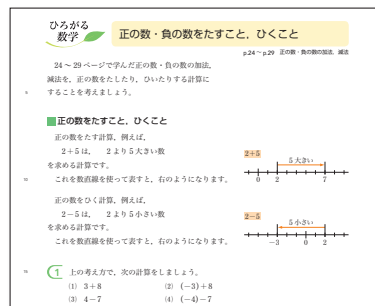 ひろがる
数学
正の数・負の数をたすこと，ひくこと
p.24～p.29　正の数・負の数の加法，減法
24～29ページで学んだ正の数・負の数の加法，
減法を，正の数をたしたり，ひいたりする計算に
5
することを考えましょう。
■正の数をたすこと，ひくこと
正の数をたす計算，例えば，
2＋5は，　2より5大きい数
を求める計算です。
10
これを数直線を使って表すと，右のようになります。
2＋5
5大きい
0 2 7
正の数をひく計算，例えば，
2－5は，　2より5小さい数
を求める計算です。
これを数直線を使って表すと，右のようになります。
2－5
5小さい
－3 0 2
15
1 上の考え方で，次の計算をしましょう。
(1) 3＋8 (2) (－3)＋8
(3) 4－7 (4) (－4)－7